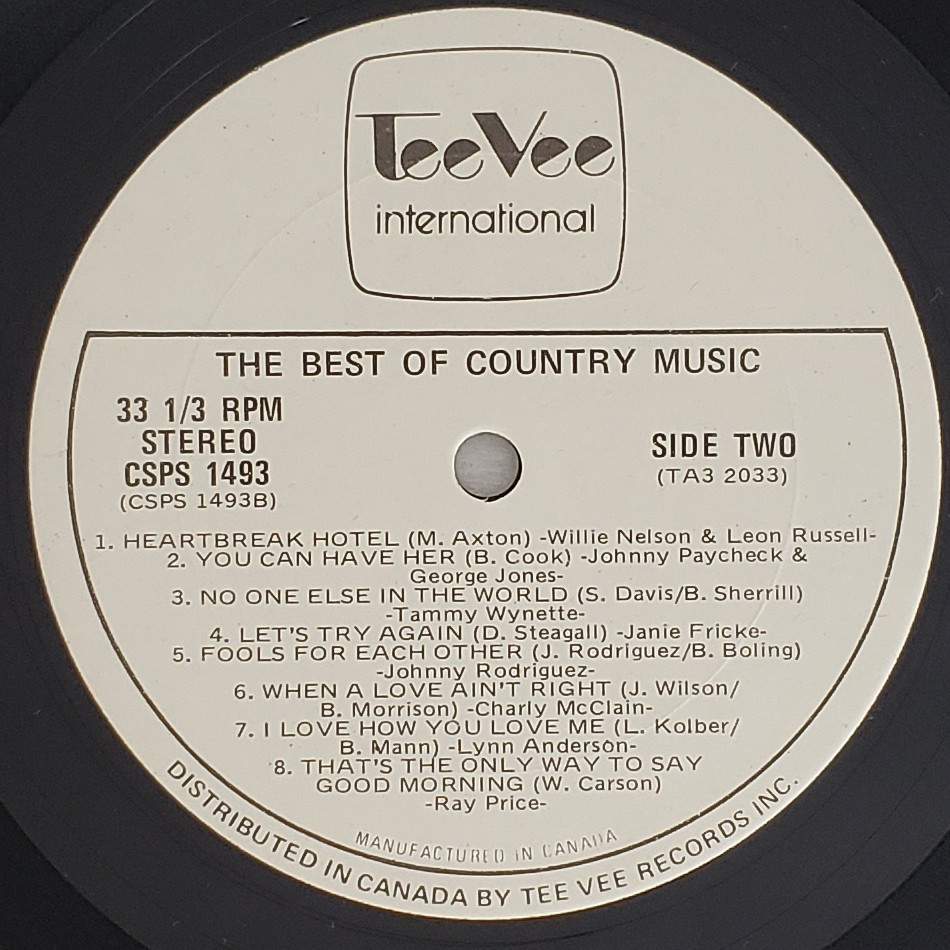 TeeVee
international
THE BEST OF COUNTRY MUSIC
33 1/3 RPM
STEREO
CSPS 1493
(CSPS 1493B)
SIDE TWO
(TA3 2033)
1. HEARTBREAK HOTEL (M. Axton) -Willie Nelson & Leon Russell-
2. YOU CAN HAVE HER (B. Cook) -Johnny Paycheck &
George Jones-
3. NO ONE ELSE IN THE WORLD (S. Davis/B. Sherrill)
-Tammy Wynette-
4. LET'S TRY AGAIN (D. Steagall) -Janie Fricke-
5. FOOLS FOR EACH OTHER (J. Rodriguez/B. Boling)
-Johnny Rodriguez-
6. WHEN A LOVE AIN'T RIGHT (J. Wilson/
B. Morrison) -Charly McClain-
7. I LOVE HOW YOU LOVE ME (L. Kolber/
B. Mann) -Lynn Anderson-
8. THAT'S THE ONLY WAY TO SAY
GOOD MORNING (W. Carson)
-Ray Price-
MANUFACTURED IN CANADA
DISTRIBUTED IN CANADA BY TEE VEE RECORDS INC.